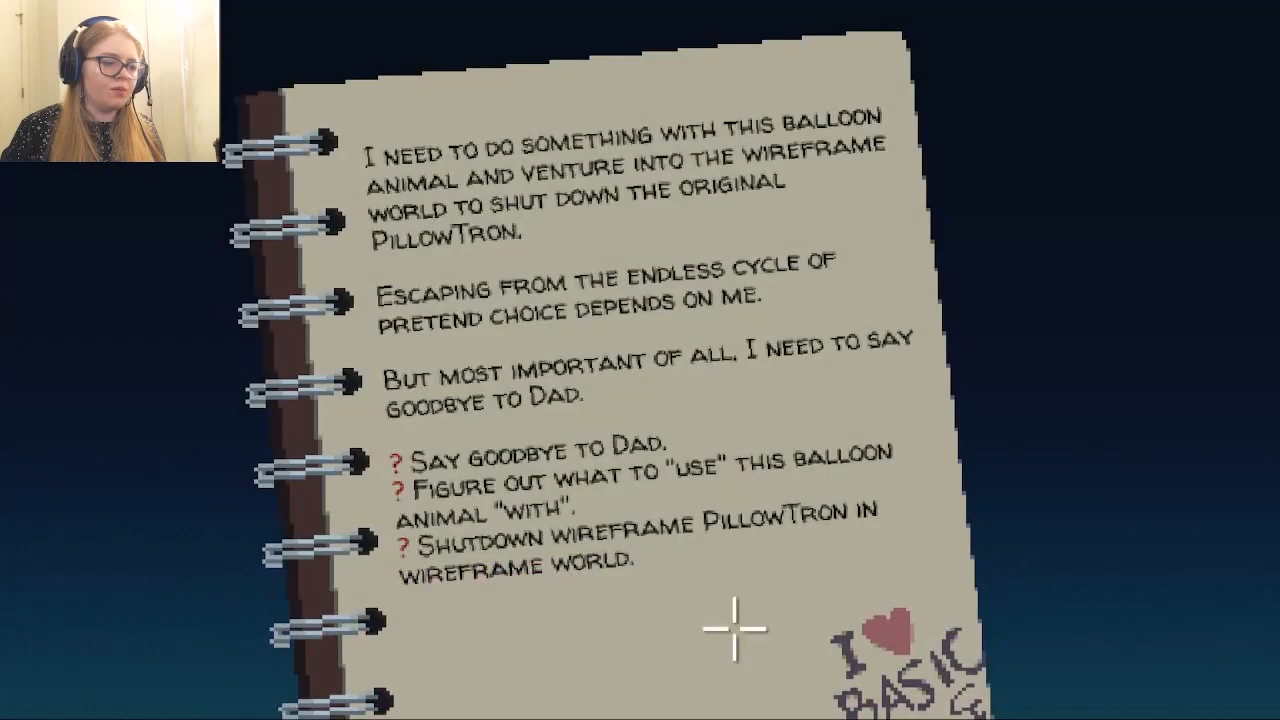 I NEED TO DO SOMETHING WITH THIS BALLOON
ANIMAL AND VENTURE INTO THE WIREFRAME
WORLD TO SHUT DOWN THE ORIGINAL
PILLOWTRON.
ESCAPING FROM THE ENDLESS CYCLE OF
PRETEND CHOICE DEPENDS ON ME.
BUT MOST IMPORTANT OF ALL, I NEED TO SAY
GOODBYE TO DAD.
? SAY GOODBYE TO DAD.
? FIGURE OUT WHAT TO "USE" THIS BALLOON
ANIMAL "WITH".
? SHUTDOWN WIREFRAME PILLOWTRON IN
WIREFRAME WORLD.
I ♥
BASIC